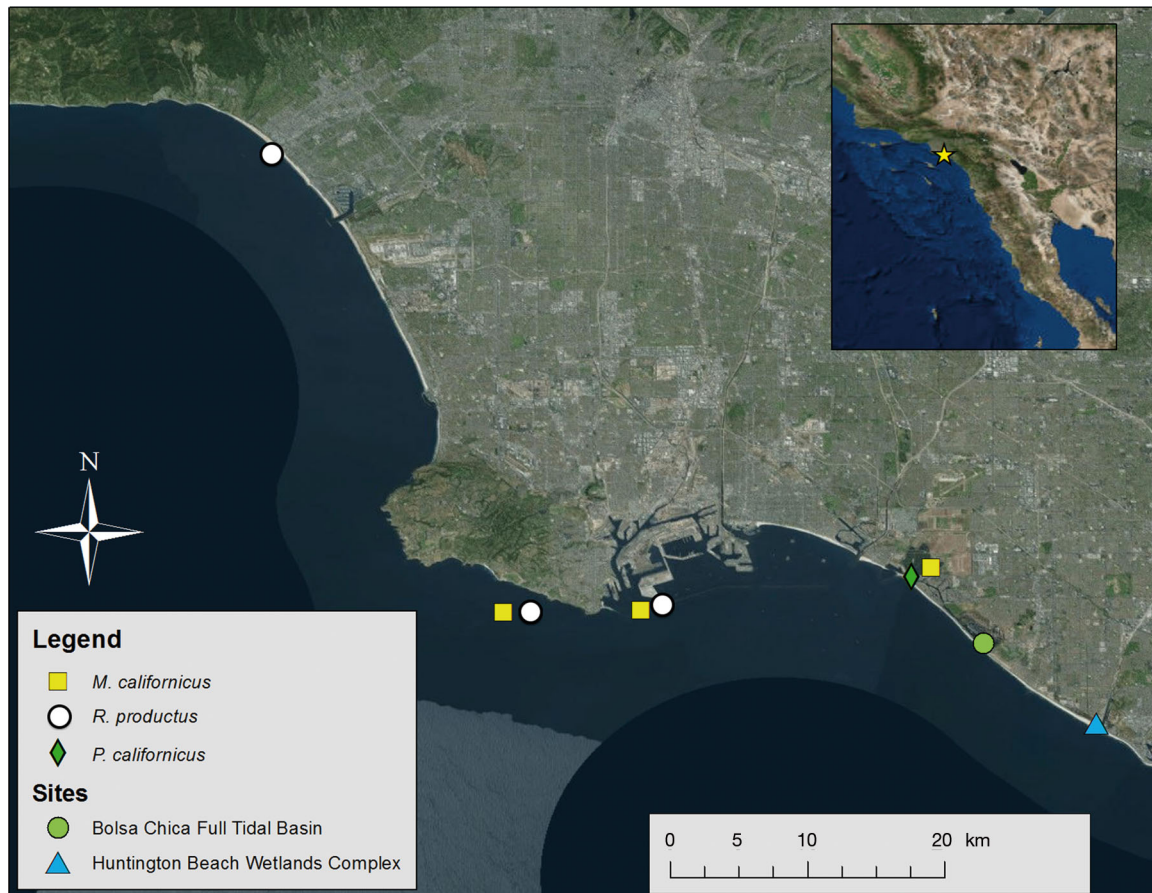 N
Legend
M. californicus
R. productus
P. californicus
Sites
Bolsa Chica Full Tidal Basin
Huntington Beach Wetlands Complex
0 5 10 20 km